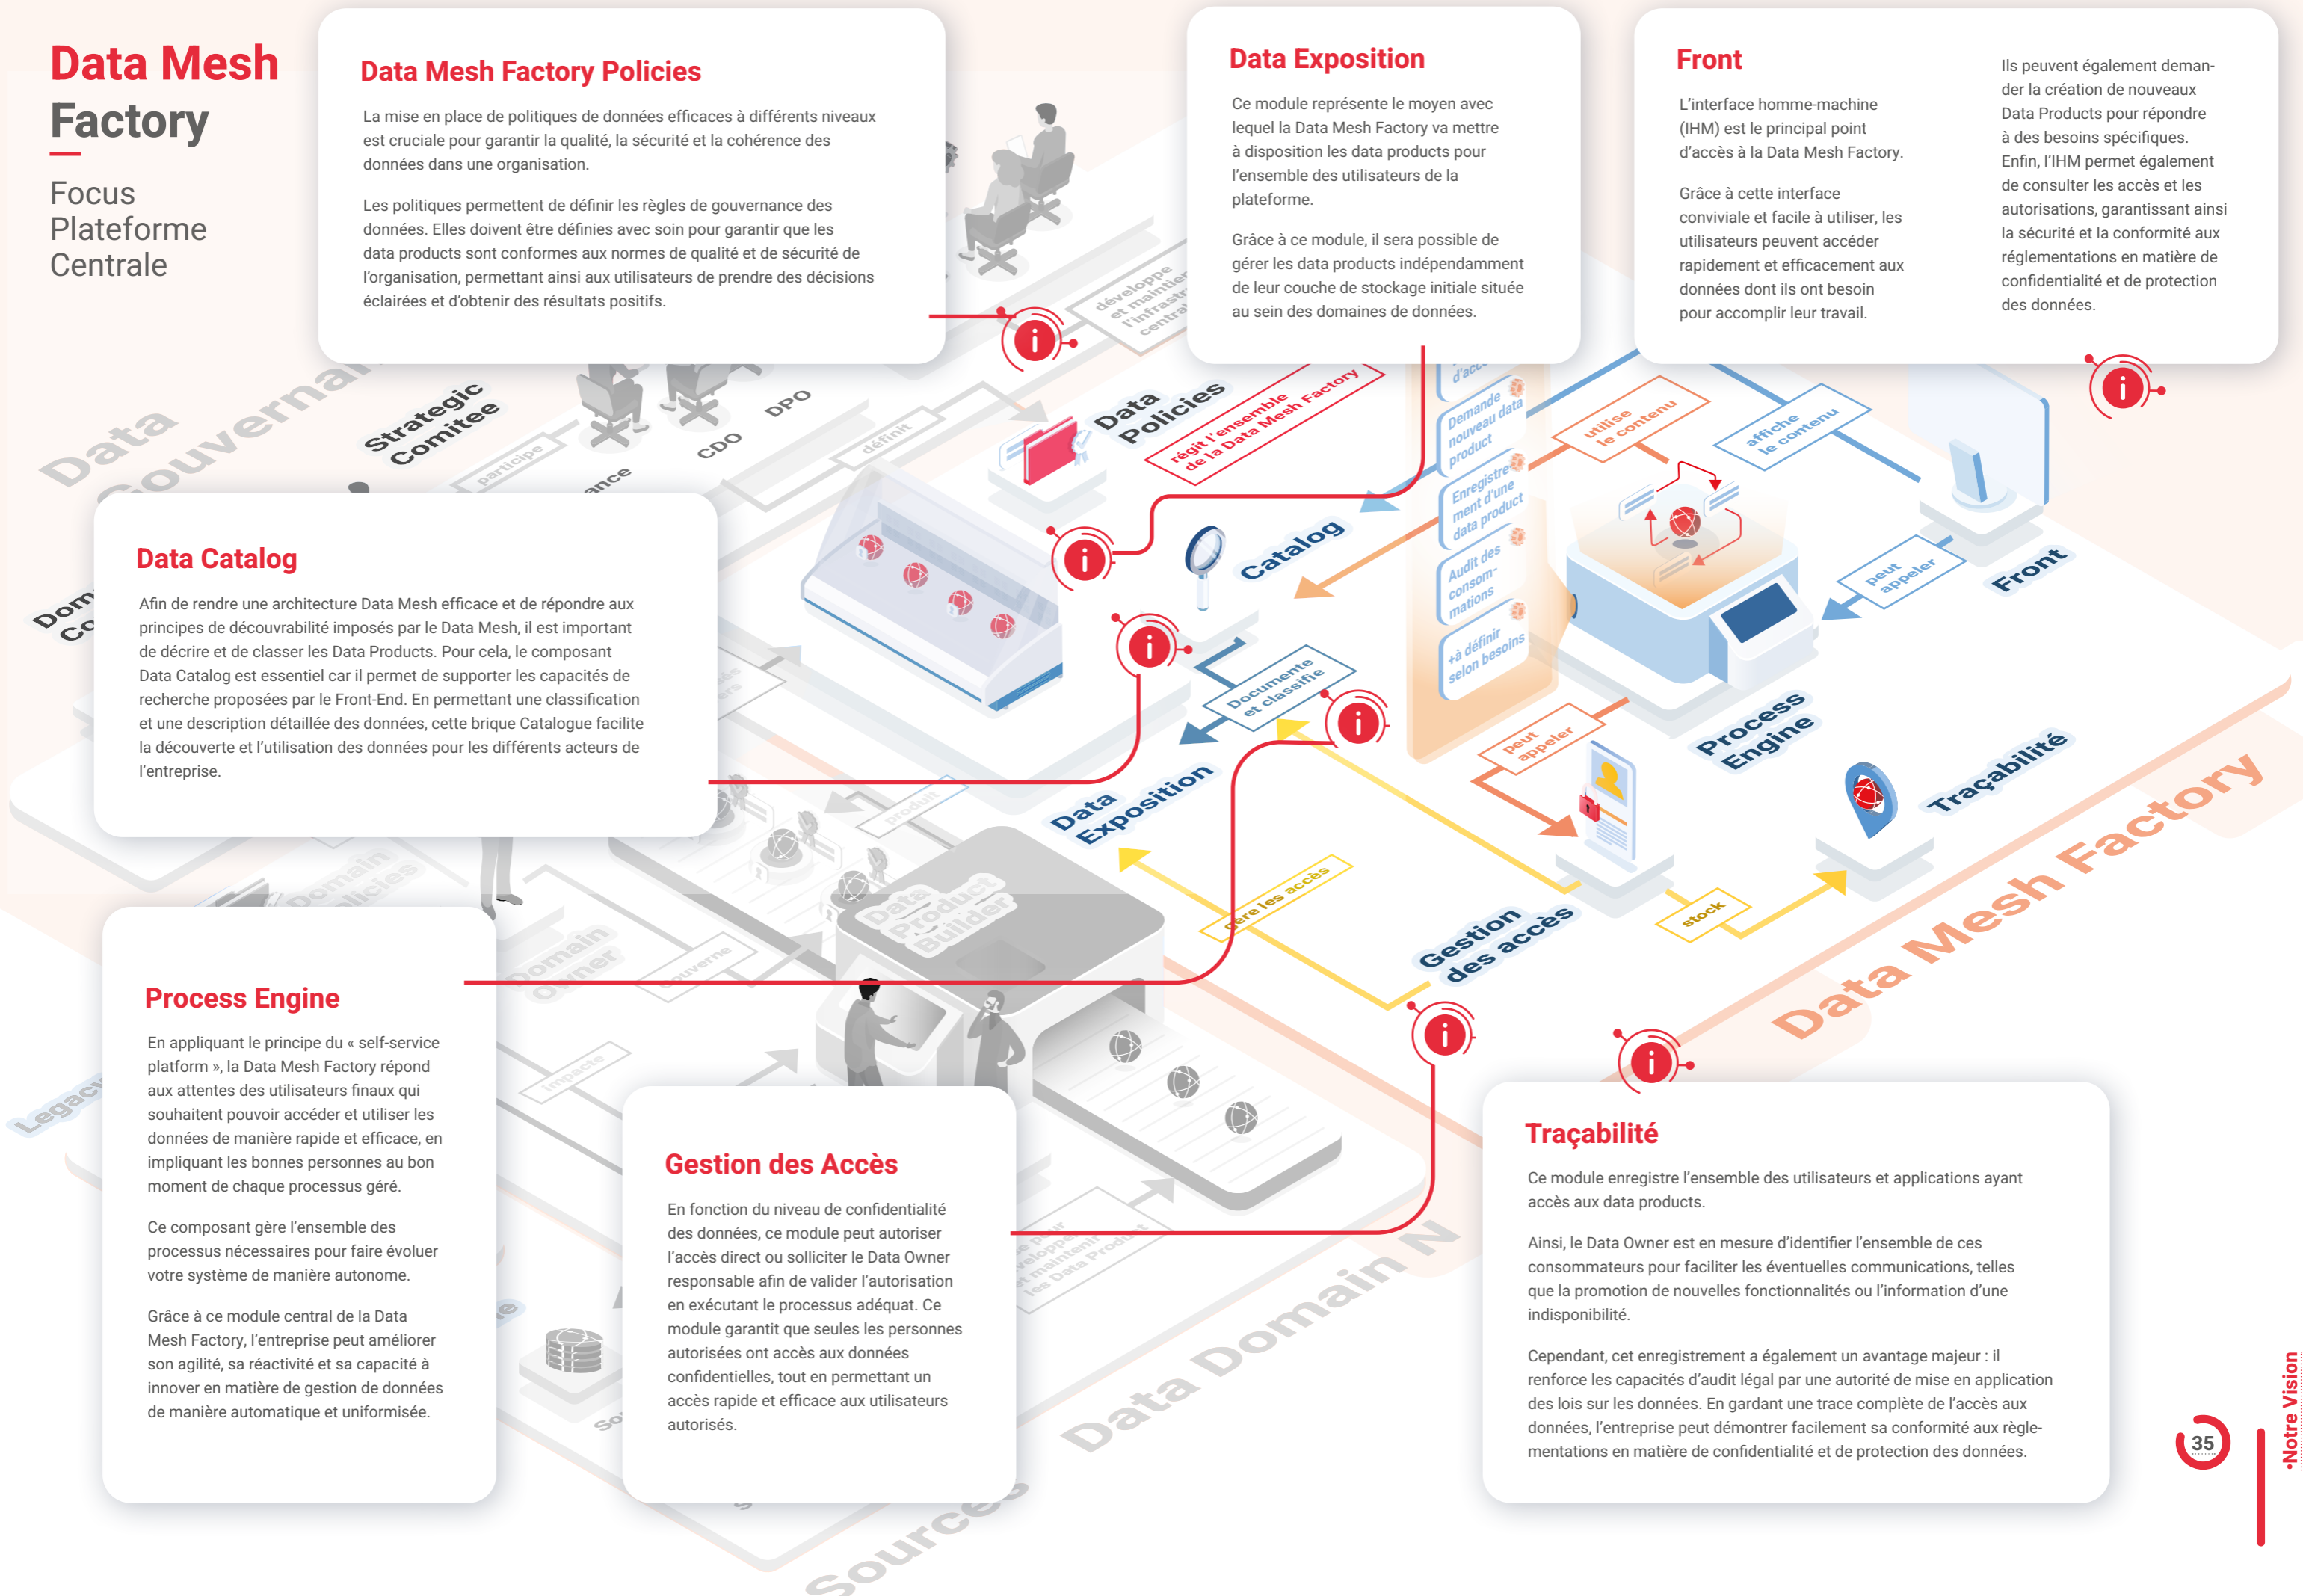 Data Mesh
Factory
Focus
Plateforme
Centrale
Data Mesh Factory Policies
La mise en place de politiques de données efficaces à différents niveaux
est cruciale pour garantir la qualité, la sécurité et la cohérence des
données dans une organisation.
Les politiques permettent de définir les règles de gouvernance des
données. Elles doivent être définies avec soin pour garantir que les
data products sont conformes aux normes de qualité et de sécurité de
l'organisation, permettant ainsi aux utilisateurs de prendre des décisions
éclairées et d'obtenir des résultats positifs.
Data Exposition
Ce module représente le moyen avec
lequel la Data Mesh Factory va mettre
à disposition les data products pour
l'ensemble des utilisateurs de la
plateforme.
Grâce à ce module, il sera possible de
gérer les data products indépendamment
de leur couche de stockage initiale située
au sein des domaines de données.
Front
L'interface homme-machine
(IHM) est le principal point
d'accès à la Data Mesh Factory.
Grâce à cette interface
conviviale et facile à utiliser, les
utilisateurs peuvent accéder
rapidement et efficacement aux
données dont ils ont besoin
pour accomplir leur travail.
Ils peuvent également deman-
der la création de nouveaux
Data Products pour répondre
à des besoins spécifiques.
Enfin, l'IHM permet également
de consulter les accès et les
autorisations, garantissant ainsi
la sécurité et la conformité aux
réglementations en matière de
confidentialité et de protection
des données.
développe
l'infrastr
central
Data
Gouverna
Strategic
Comitee
participe
CDO
DPO
définit
Data
Policies
régit l'ensemble
de la Data Mesh Factory
Demande
nouveau data
product
Enregistre-
ment d'une
data product
Audit des
consom-
mations
+à définir
selon besoins
utilise
le contenu
affiche
le contenu
peut
appeler
Front
Catalog
Documente
et classifie
Data
Exposition
Process
Engine
peut
appeler
Traçabilité
gère les accès
Gestion
des accès
stock
Data Mesh Factory
Data Catalog
Afin de rendre une architecture Data Mesh efficace et de répondre aux
principes de découvrabilité imposés par le Data Mesh, il est important
de décrire et de classer les Data Products. Pour cela, le composant
Data Catalog est essentiel car il permet de supporter les capacités de
recherche proposées par le Front-End. En permettant une classification
et une description détaillée des données, cette brique Catalogue facilite
la découverte et l'utilisation des données pour les différents acteurs de
l'entreprise.
produit
Domain
Data
Product
Builder
Domain
Owner
Gouverne
Impacte
Legacy
Process Engine
En appliquant le principe du « self-service
platform », la Data Mesh Factory répond
aux attentes des utilisateurs finaux qui
souhaitent pouvoir accéder et utiliser les
données de manière rapide et efficace, en
impliquant les bonnes personnes au bon
moment de chaque processus géré.
Ce composant gère l'ensemble des
processus nécessaires pour faire évoluer
votre système de manière autonome.
Grâce à ce module central de la Data
Mesh Factory, l'entreprise peut améliorer
son agilité, sa réactivité et sa capacité à
innover en matière de gestion de données
de manière automatique et uniformisée.
Gestion des Accès
En fonction du niveau de confidentialité
des données, ce module peut autoriser
l'accès direct ou solliciter le Data Owner
responsable afin de valider l'autorisation
en exécutant le processus adéquat. Ce
module garantit que seules les personnes
autorisées ont accès aux données
confidentielles, tout en permettant un
accès rapide et efficace aux utilisateurs
autorisés.
et maintenir
les Data Product
Data Domain N
Sources
Traçabilité
Ce module enregistre l'ensemble des utilisateurs et applications ayant
accès aux data products.
Ainsi, le Data Owner est en mesure d'identifier l'ensemble de ces
consommateurs pour faciliter les éventuelles communications, telles
que la promotion de nouvelles fonctionnalités ou l'information d'une
indisponibilité.
Cependant, cet enregistrement a également un avantage majeur : il
renforce les capacités d'audit légal par une autorité de mise en application
des lois sur les données. En gardant une trace complète de l'accès aux
données, l'entreprise peut démontrer facilement sa conformité aux règle-
mentations en matière de confidentialité et de protection des données.
35
•Notre Vision